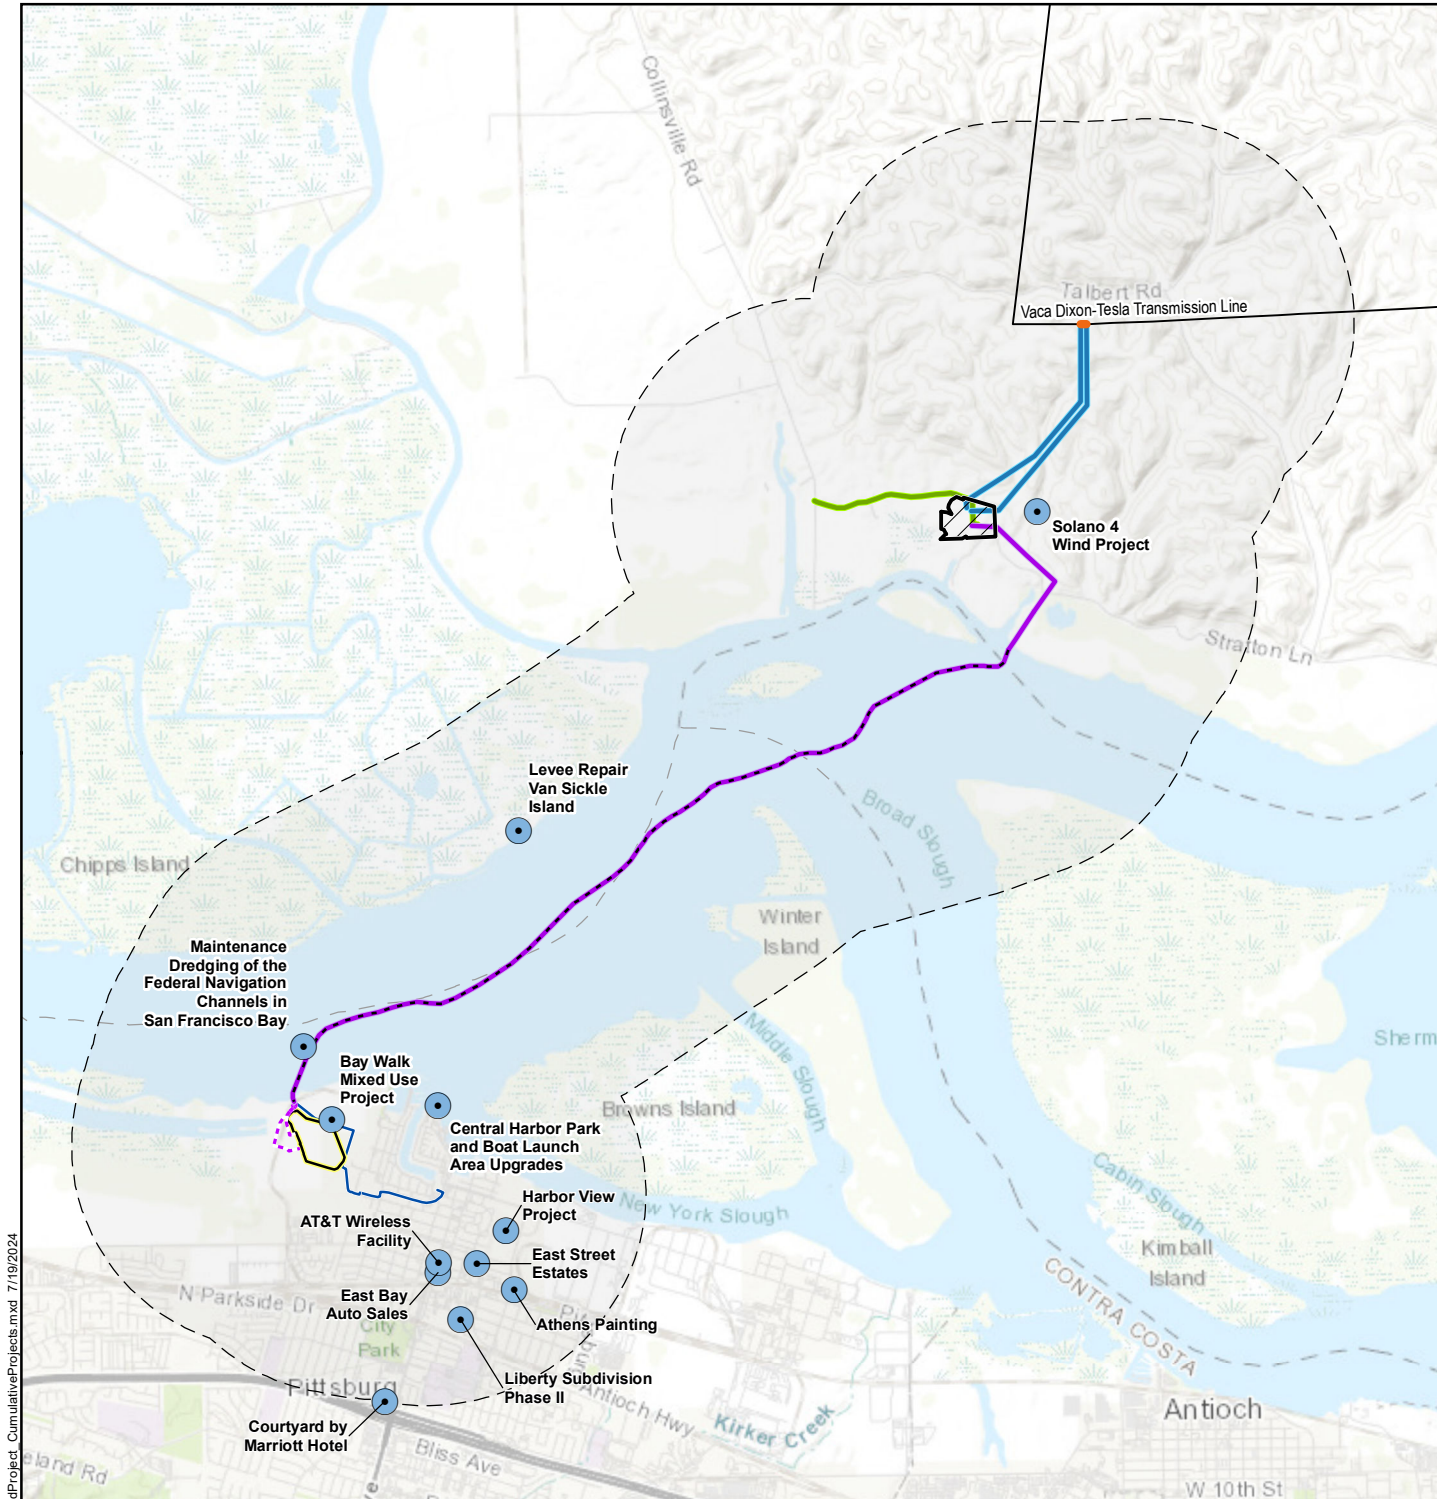 Collinsville Rd
Talbert Rd
Vaca Dixon-Tesla Transmission Line
Solano 4
Wind Project
Stratton Ln
Levee Repair
Van Sickle
Island
Broad Slough
Chipps Island
Winter
Island
Maintenance
Dredging of the
Federal Navigation
Channels in
San Francisco Bay
Middle Slough
Sherm
Bay Walk
Mixed Use
Project
Browns Island
Central Harbor Park
and Boat Launch
Area Upgrades
Cabin Slough
Harbor View
Project
New York Slough
AT&T Wireless
Facility
East Street
Estates
Kimball
Island
CONTRA COSTA
N Parkside Dr
East Bay
Auto Sales
City
Park
Athens Painting
Pittsburg
Antioch Hwy
Pittsburg
Liberty Subdivision
Phase II
Antioch
Courtyard by
Marriott Hotel
Kirker Creek
Bliss Ave
eland Rd
ve
W 10th St
dProject_CumulativeProjects.mxd 7/19/2024